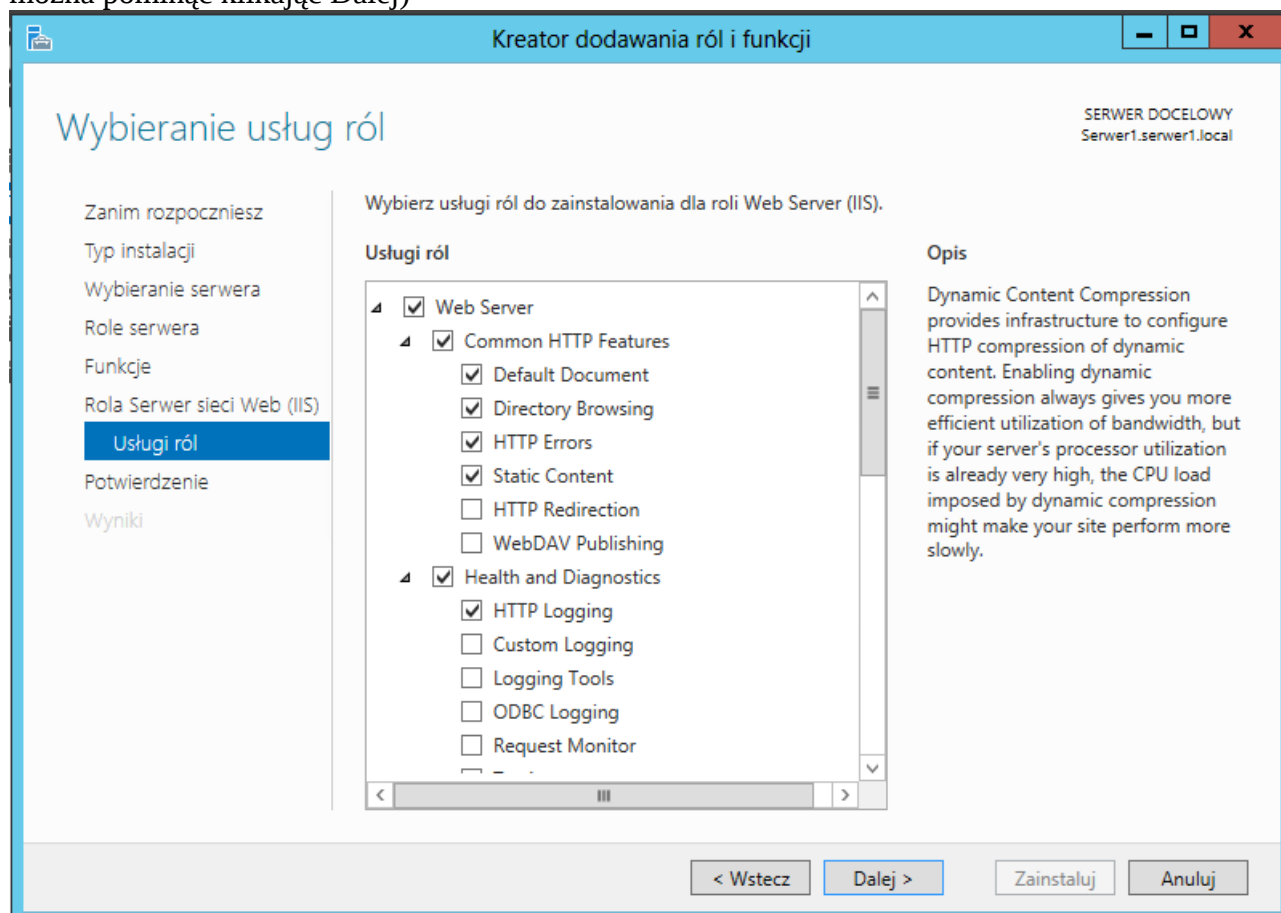 można pominąć klikając Dalej)
Kreator dodawania ról i funkcji
Wybieranie usług ról
SERWER DOCELOWY
Serwer1.serwer1.local
Zanim rozpoczniesz
Typ instalacji
Wybieranie serwera
Role serwera
Funkcje
Rola Serwer sieci Web (IIS)
Usługi ról
Potwierdzenie
Wyniki
Wybierz usługi ról do zainstalowania dla roli Web Server (IIS).
Usługi ról
Web Server
Common HTTP Features
Default Document
Directory Browsing
HTTP Errors
Static Content
HTTP Redirection
WebDAV Publishing
Health and Diagnostics
HTTP Logging
Custom Logging
Logging Tools
ODBC Logging
Request Monitor
Opis
Dynamic Content Compression
provides infrastructure to configure
HTTP compression of dynamic
content. Enabling dynamic
compression always gives you more
efficient utilization of bandwidth, but
if your server's processor utilization
is already very high, the CPU load
imposed by dynamic compression
might make your site perform more
slowly.
< Wstecz
Dalej >
Zainstaluj
Anuluj